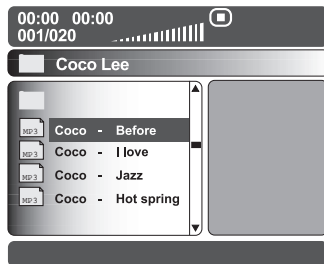 00:00 00:00
001/020
Coco Lee
MP3 Coco - Before
MP3 Coco - I love
MP3 Coco - Jazz
MP3 Coco - Hot spring